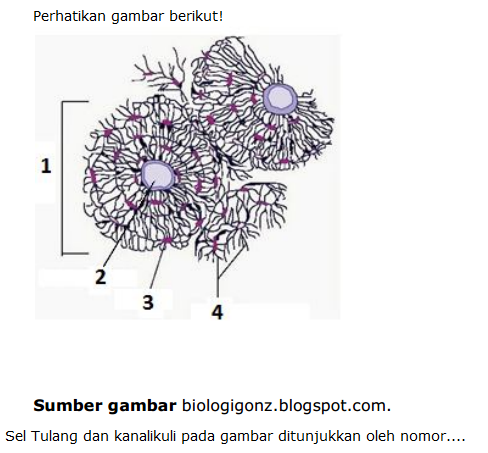 Perhatikan gambar berikut!
1
2
3
4
Sumber gambar biologigonz.blogspot.com.
Sel Tulang dan kanalikuli pada gambar ditunjukkan oleh nomor....